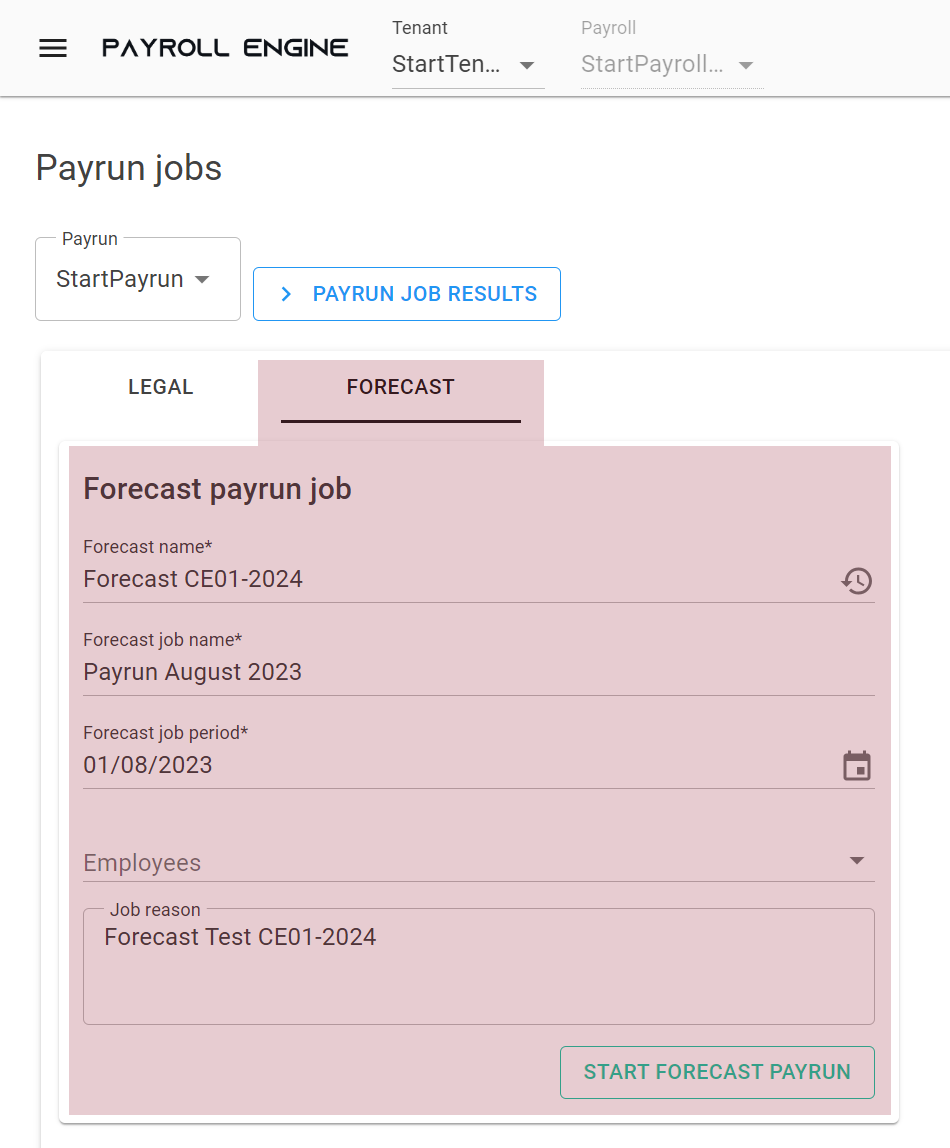 PAYROLL ENGINE
Tenant
StartTen...
Payroll
StartPayroll...
Payrun jobs
Payrun
StartPayrun
PAYRUN JOB RESULTS
LEGAL
FORECAST
Forecast payrun job
Forecast name*
Forecast CE01-2024
Forecast job name*
Payrun August 2023
Forecast job period*
01/08/2023
Employees
Job reason
Forecast Test CE01-2024
START FORECAST PAYRUN